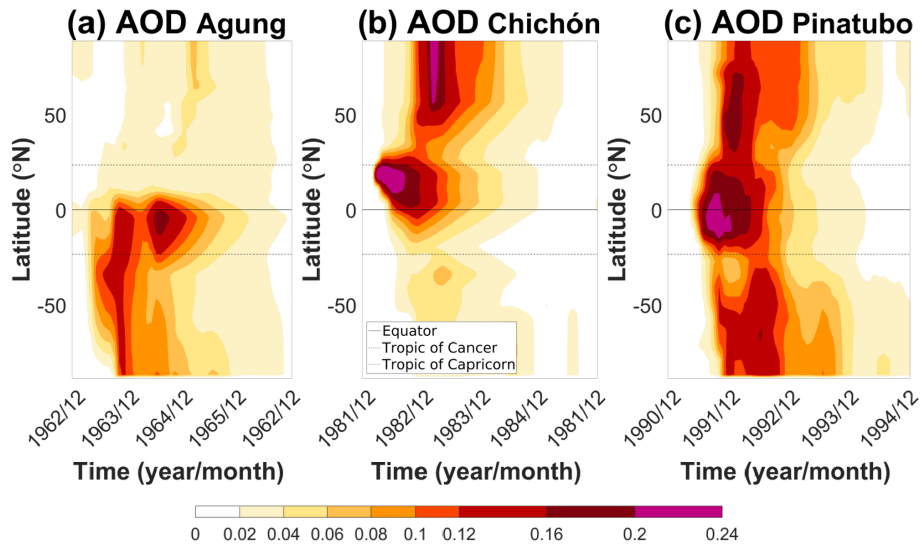 (a) AOD Agung
(b) AOD Chichón
(c) AOD Pinatubo
Latitude (°N)
50
0
-50
1962/12
1963/12
1964/12
1965/12
1962/12
Time (year/month)
Latitude (°N)
50
0
-50
Equator
Tropic of Cancer
Tropic of Capricorn
1981/12
1982/12
1983/12
1984/12
1981/12
Time (year/month)
Latitude (°N)
50
0
-50
1990/12
1991/12
1992/12
1993/12
1994/12
Time (year/month)
0 0.02 0.04 0.06 0.08 0.1 0.12 0.16 0.2 0.24